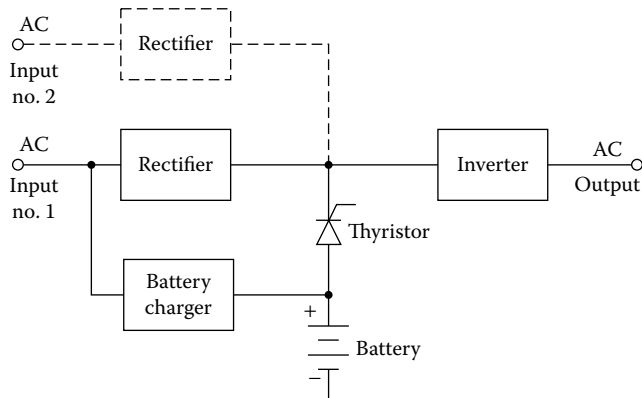 AC
Input
no. 2
Rectifier
AC
Input
no. 1
Rectifier
Inverter
AC
Output
Thyristor
Battery
charger
+
Battery
−